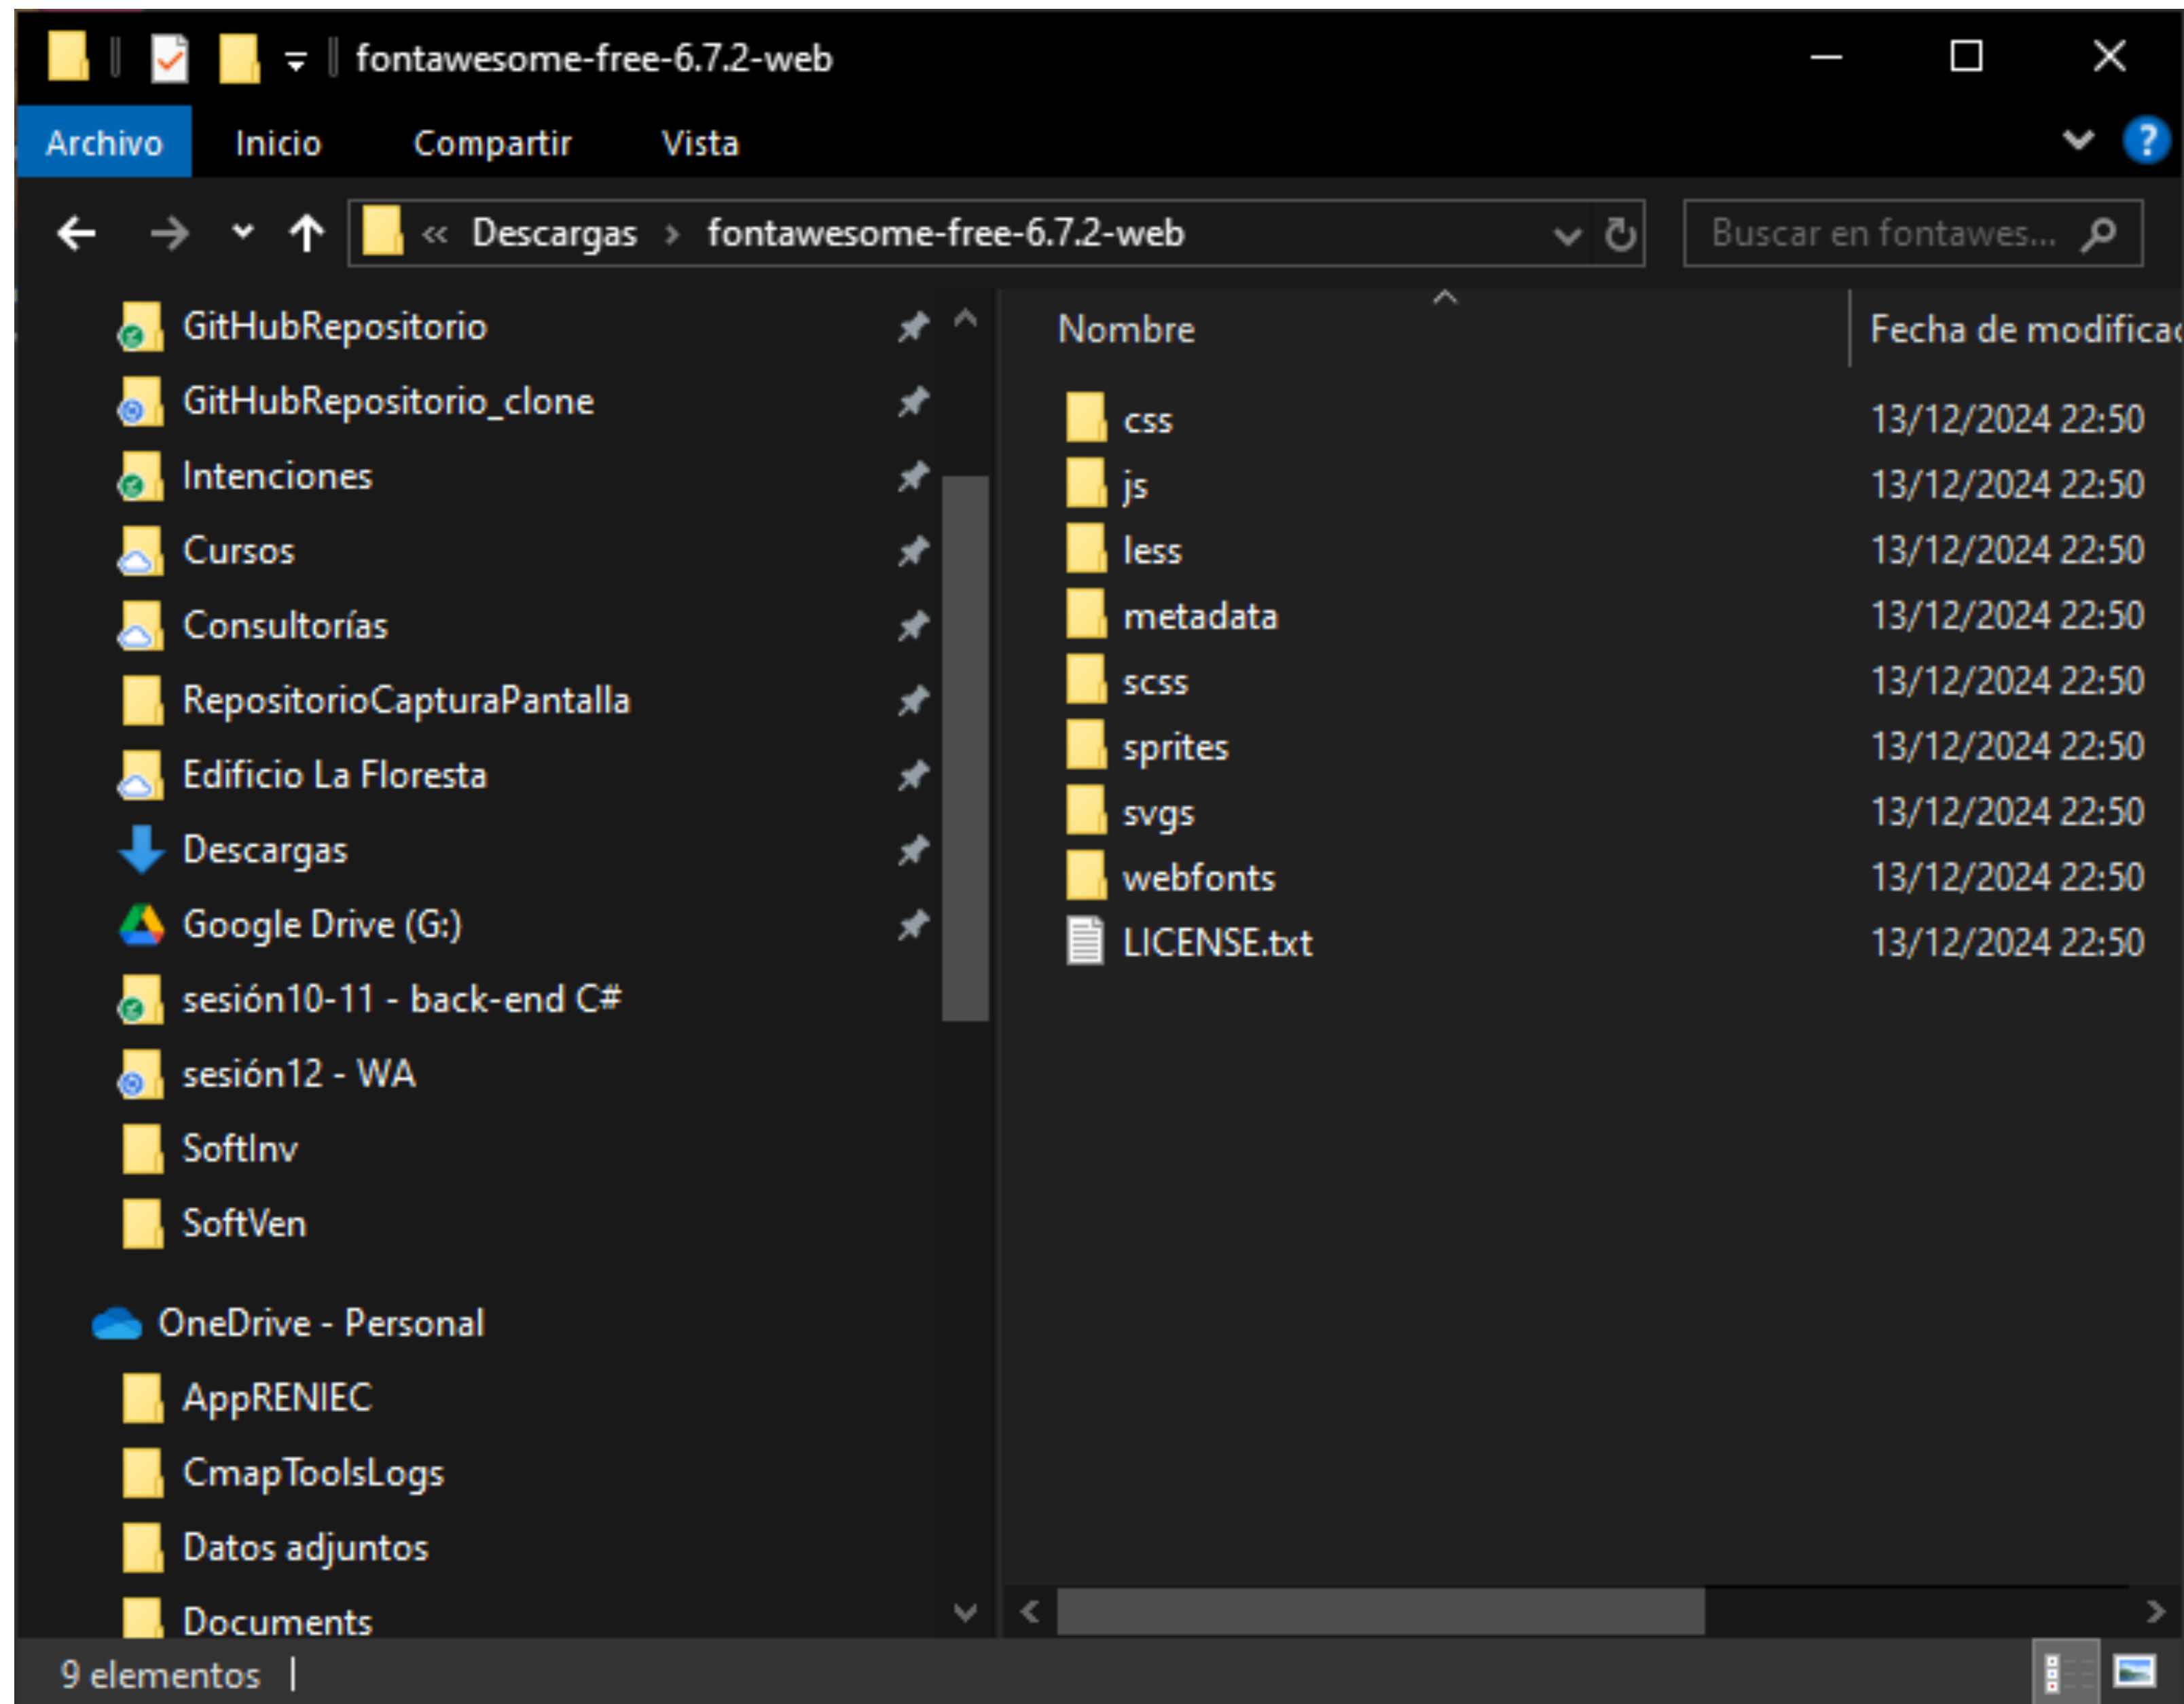 fontawesome-free-6.7.2-web
Archivo Inicio Compartir Vista
« Descargas › fontawesome-free-6.7.2-web
Buscar en fontawes...
GitHubRepositorio
GitHubRepositorio_clone
Intenciones
Cursos
Consultorías
RepositorioCapturaPantalla
Edificio La Floresta
Descargas
Google Drive (G:)
sesión10-11 - back-end C#
sesión12 - WA
SoftInv
SoftVen
OneDrive - Personal
AppRENIEC
CmapToolsLogs
Datos adjuntos
Documents
Nombre Fecha de modificac
css 13/12/2024 22:50
js 13/12/2024 22:50
less 13/12/2024 22:50
metadata 13/12/2024 22:50
scss 13/12/2024 22:50
sprites 13/12/2024 22:50
svgs 13/12/2024 22:50
webfonts 13/12/2024 22:50
LICENSE.txt 13/12/2024 22:50
9 elementos